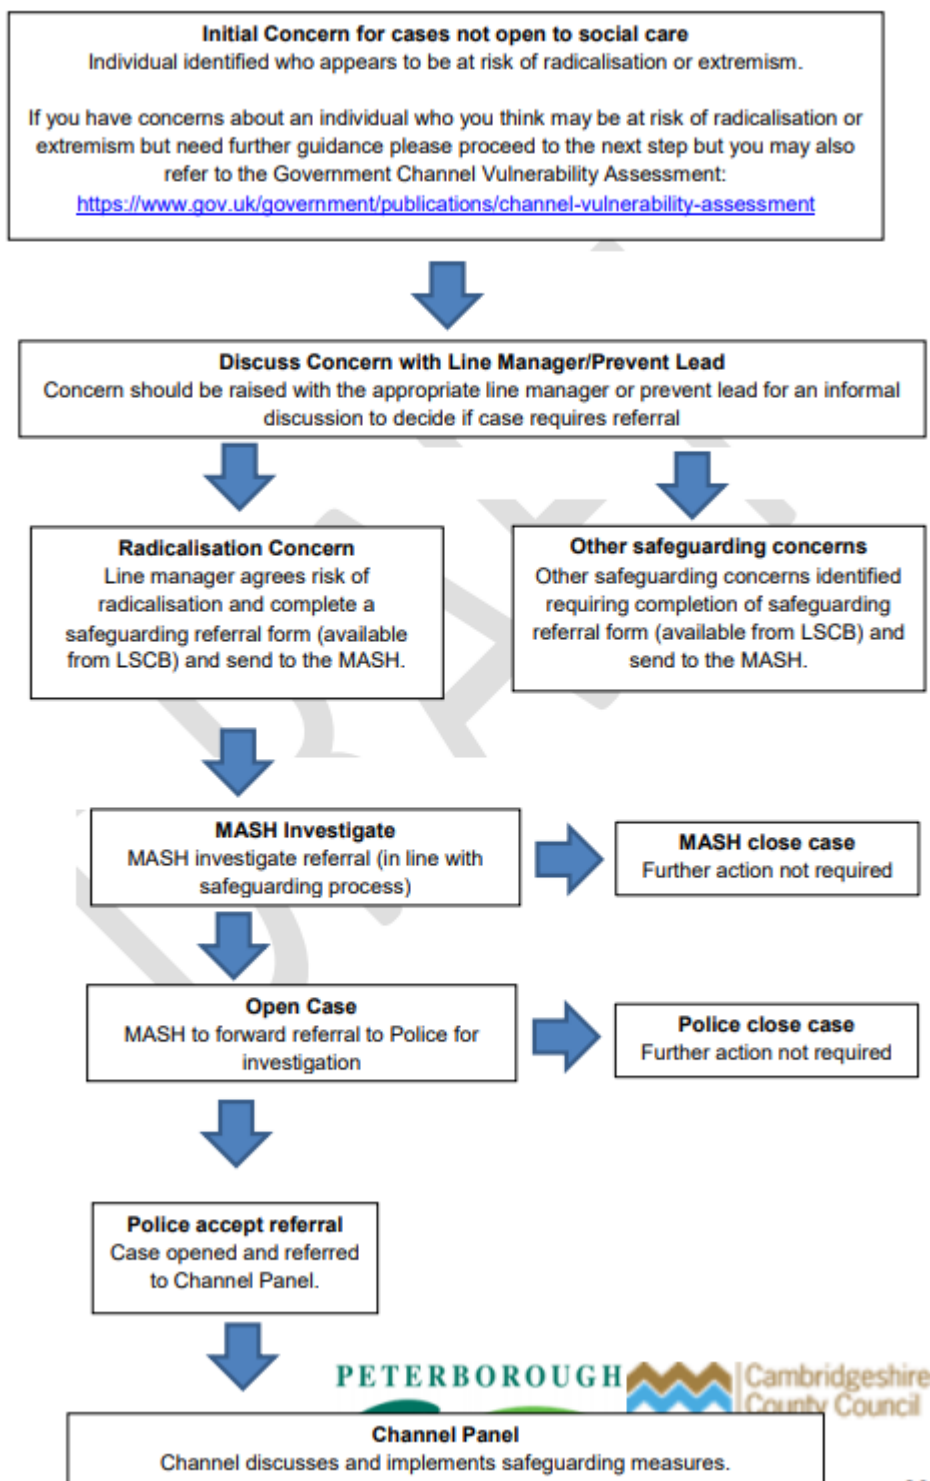 Initial Concern for cases not open to social care
Individual identified who appears to be at risk of radicalisation or extremism.
If you have concerns about an individual who you think may be at risk of radicalisation or
extremism but need further guidance please proceed to the next step but you may also
refer to the Government Channel Vulnerability Assessment:
https://www.gov.uk/government/publications/channel-vulnerability-assessment
Discuss Concern with Line Manager/Prevent Lead
Concern should be raised with the appropriate line manager or prevent lead for an informal
discussion to decide if case requires referral
Radicalisation Concern
Line manager agrees risk of
radicalisation and complete a
safeguarding referral form (available
from LSCB) and send to the MASH.
Other safeguarding concerns
Other safeguarding concerns identified
requiring completion of safeguarding
referral form (available from LSCB) and
send to the MASH.
MASH Investigate
MASH investigate referral (in line with
safeguarding process)
MASH close case
Further action not required
Open Case
MASH to forward referral to Police for
investigation
Police close case
Further action not required
Police accept referral
Case opened and referred
to Channel Panel.
PETERBOROUGH
Cambridgeshire
County Council
Channel Panel
Channel discusses and implements safeguarding measures.